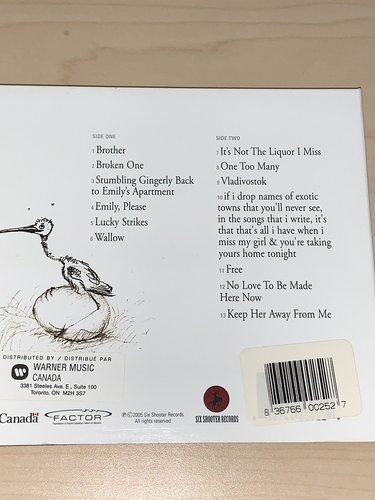 SIDE ONE
1 Brother
2 Broken One
3 Stumbling Gingerly Back
to Emily's Apartment
4 Emily, Please
5 Lucky Strikes
6 Wallow
SIDE TWO
7 It's Not The Liquor I Miss
8 One Too Many
9 Vladivostok
10 if i drop names of exotic
towns that you'll never see,
in the songs that i write, it's
that that's all i have when i
miss my girl & you're taking
yours home tonight
11 Free
12 No Love To Be Made
Here Now
13 Keep Her Away From Me
DISTRIBUTED BY / DISTRIBUÉ PAR
WARNER MUSIC
CANADA
3381 Steeles Ave. E., Suite 100
Toronto, ON M2H 3S7
Canada
FACTOR
℗ © 2005 Six Shooter Records
All rights reserved
SIX SHOOTER RECORDS
8 36766 00252 7